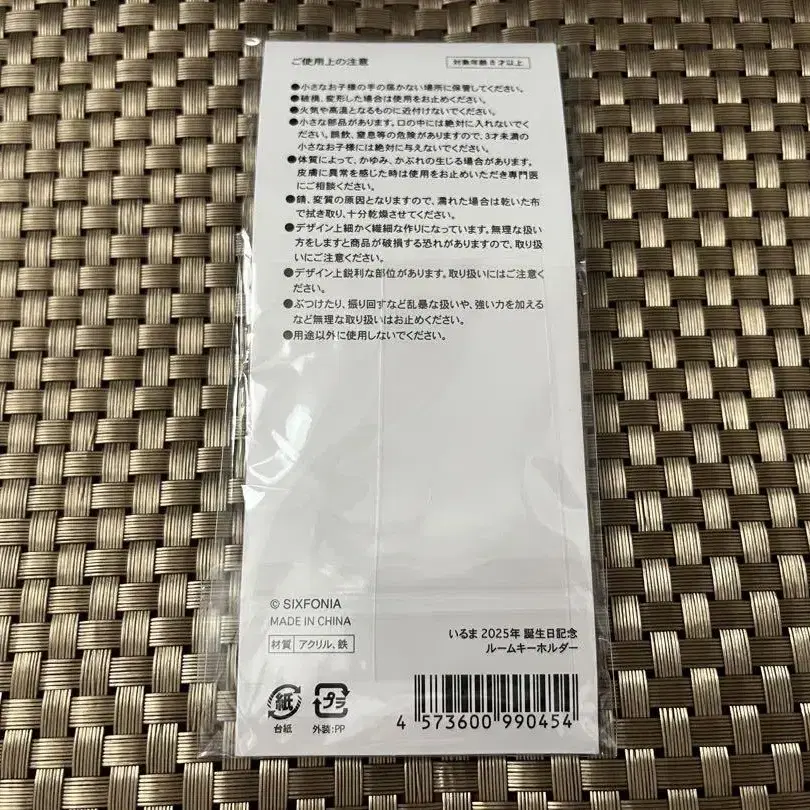 ご使用上の注意
対象年齢8才以上
●小さなお子様の手の届かない場所に保管してください。
●破損、変形した場合は使用をお止めください。
●火気や高温となるものに近付けないでください。
●小さな部品があります。口の中には絶対に入れないでく
ださい。誤飲、窒息等の危険がありますので、3才未満の
小さなお子様には絶対に与えないでください。
●体質によって、かゆみ、かぶれの生じる場合があります。
皮膚に異常を感じた時は使用をお止めいただき専門医
にご相談ください。
●錆、変質の原因となりますので、濡れた場合は乾いた布
で拭き取り、十分乾燥させてください。
●デザイン上細かく繊細な作りになっています。無理な扱い
方をしますと商品が破損する恐れがありますので、取り扱
いにご注意ください。
●デザイン上鋭利な部位があります。取り扱いにはご注意く
ださい。
●ぶつけたり、振り回すなど乱暴な扱いや、強い力を加える
など無理な取り扱いはお止めください。
●用途以外に使用しないでください。
© SIXFONIA
MADE IN CHINA
材質 アクリル、鉄
いるま 2025年 誕生日記念
ルームキーホルダー
紙
台紙
プラ
外装:PP
4 573600 990454